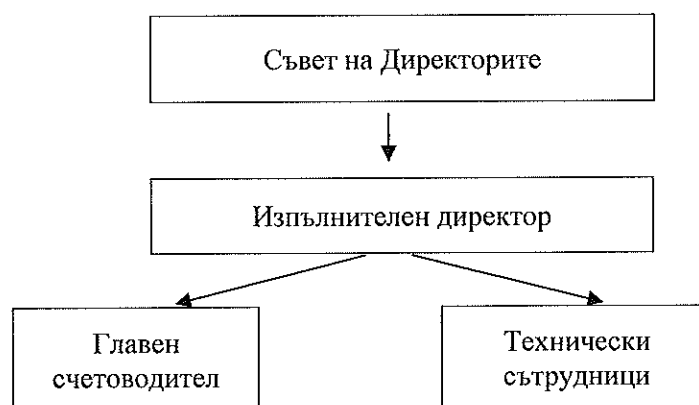 Съвет на Директорите
Изпълнителен директор
Главен
счетоводител
Технически
сътрудници